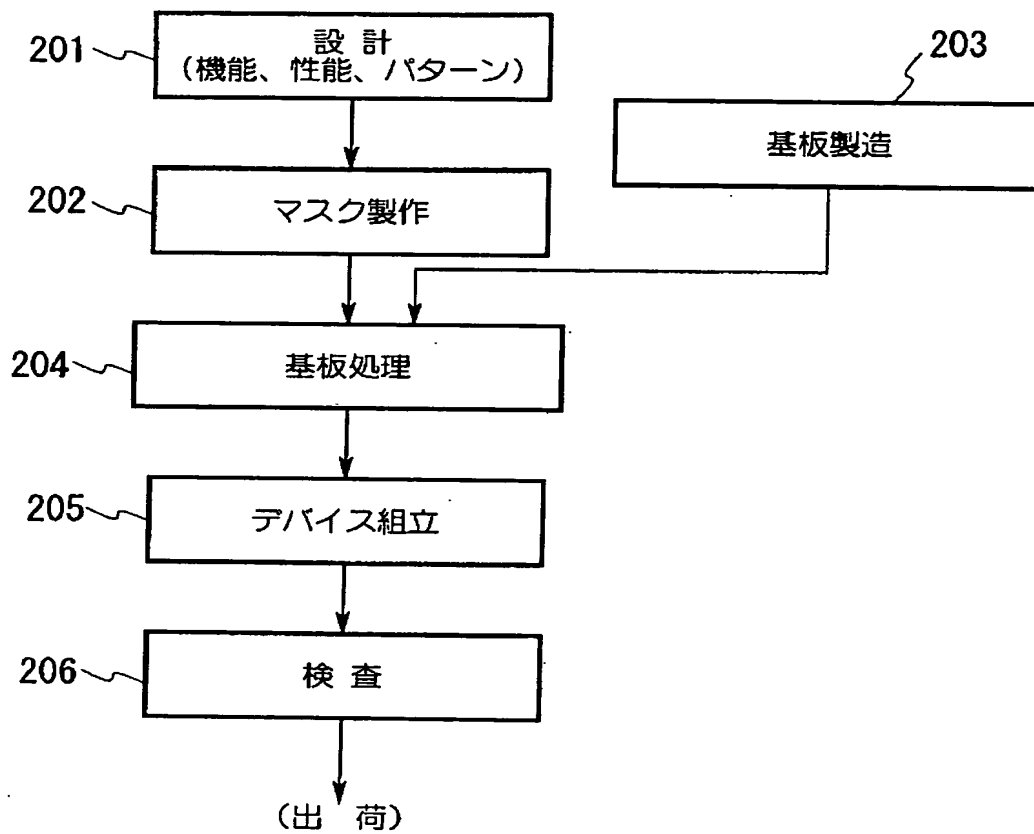 201
設 計
(機能、性能、パターン)
203
基板製造
202
マスク製作
204
基板処理
205
デバイス組立
206
検 査
(出 荷)